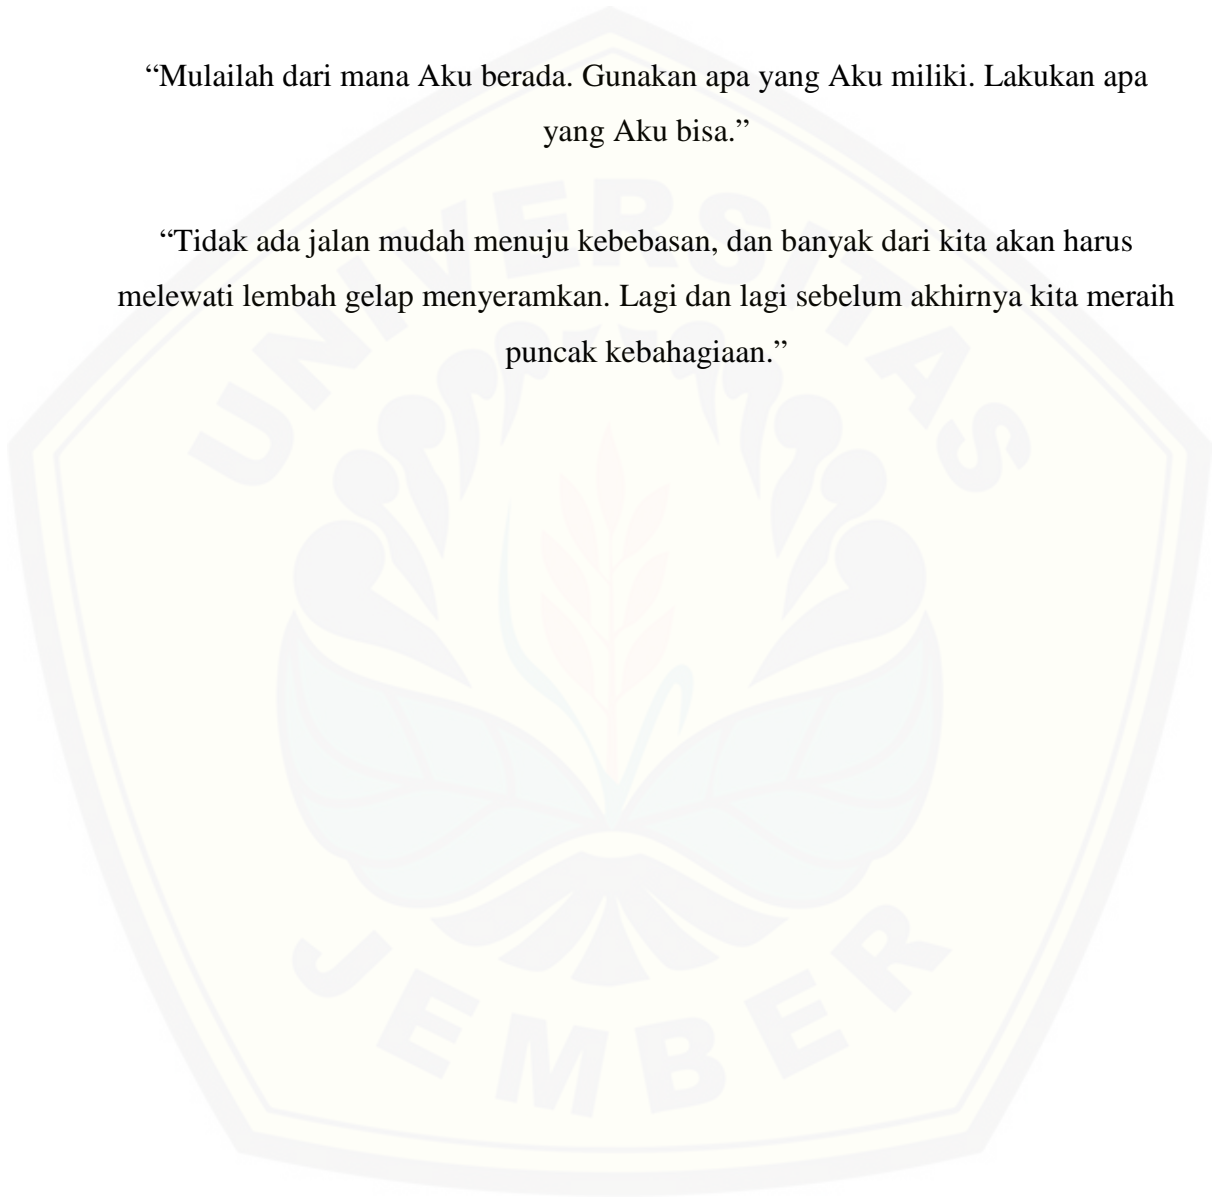 “Mulailah dari mana Aku berada. Gunakan apa yang Aku miliki. Lakukan apa
yang Aku bisa.”
“Tidak ada jalan mudah menuju kebebasan, dan banyak dari kita akan harus
melewati lembah gelap menyeramkan. Lagi dan lagi sebelum akhirnya kita meraih
puncak kebahagiaan.”
UNIVERSITAS
JEMBER